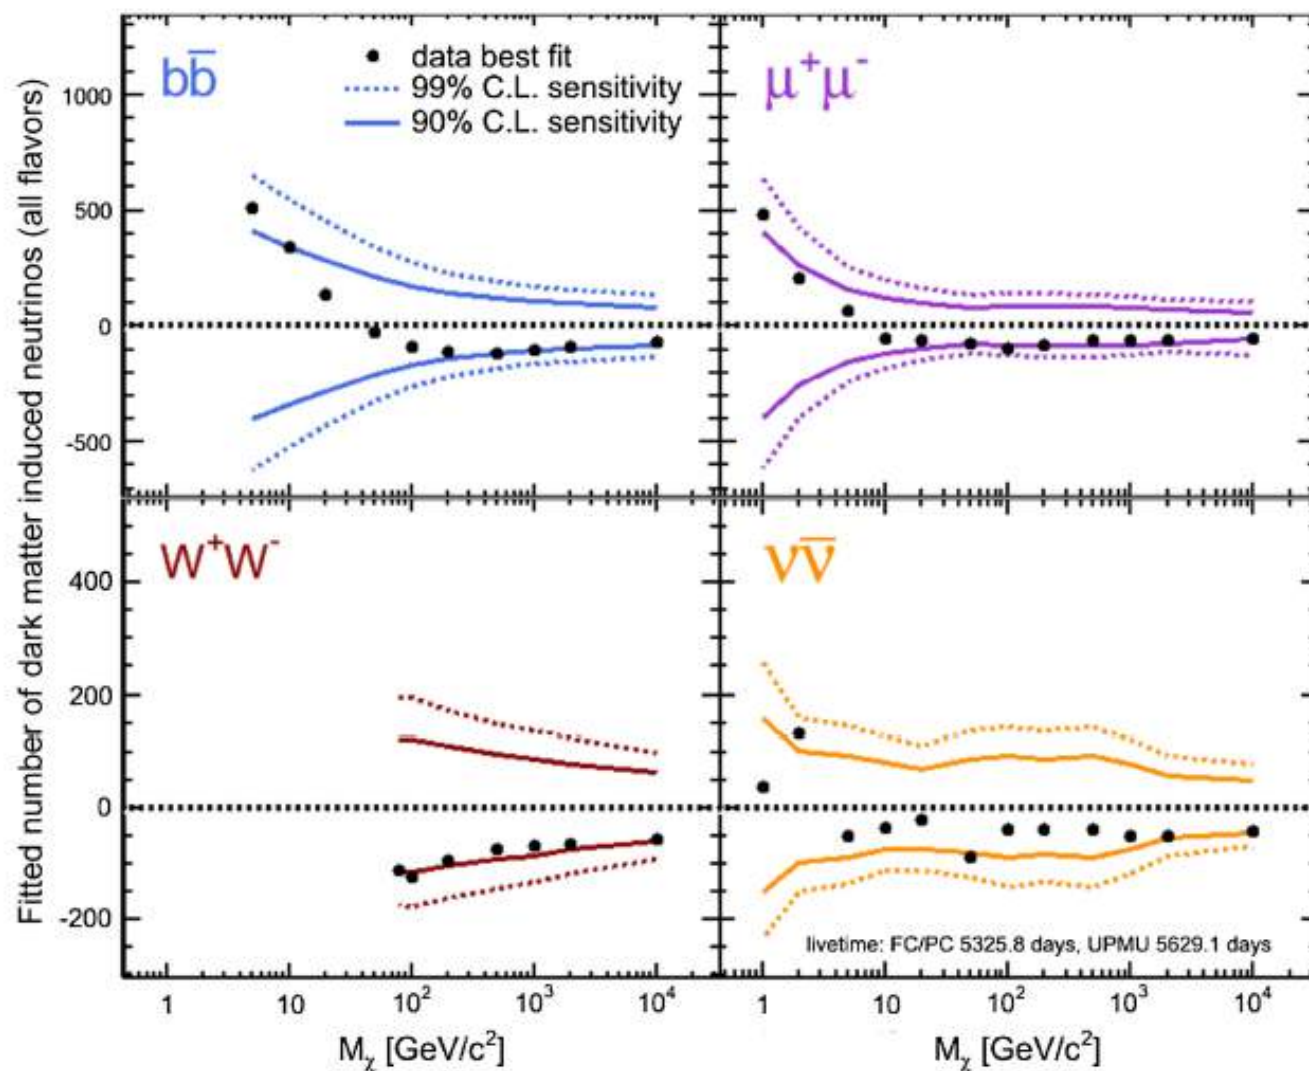 Fitted number of dark matter induced neutrinos (all flavors)
bb̅
data best fit
99% C.L. sensitivity
90% C.L. sensitivity
1000
500
0
-500
μ⁺μ⁻
W⁺W⁻
400
200
0
-200
νν̅
livetime: FC/PC 5325.8 days, UPMU 5629.1 days
1 10 10² 10³ 10⁴
1 10 10² 10³ 10⁴
Mχ [GeV/c²]
Mχ [GeV/c²]